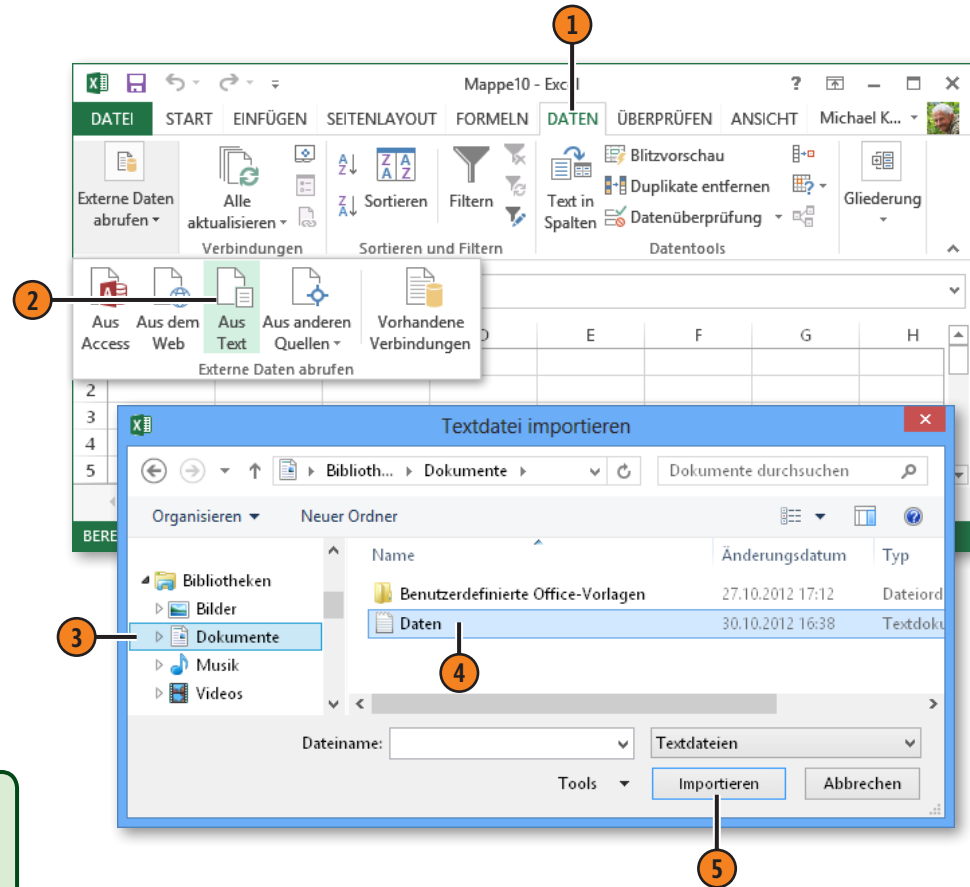 1
Mappe10 - Excel
?
DATEI START EINFÜGEN SEITENLAYOUT FORMELN DATEN ÜBERPRÜFEN ANSICHT Michael K...
Externe Daten abrufen
Alle aktualisieren
Verbindungen
Sortieren
Filtern
Sortieren und Filtern
Text in Spalten
Blitzvorschau
Duplikate entfernen
Datenüberprüfung
Datentools
Gliederung
2
Aus Access
Aus dem Web
Aus Text
Aus anderen Quellen
Vorhandene Verbindungen
Externe Daten abrufen
D E F G H
2
3
4
5
BERE
Textdatei importieren
Biblioth... Dokumente
Dokumente durchsuchen
Organisieren Neuer Ordner
Name Änderungsdatum Typ
Bibliotheken
Bilder
3
Dokumente
Musik
Videos
Benutzerdefinierte Office-Vorlagen 27.10.2012 17:12 Dateiord
Daten 30.10.2012 16:38 Textdoku
4
Dateiname:
Textdateien
Tools Importieren Abbrechen
5